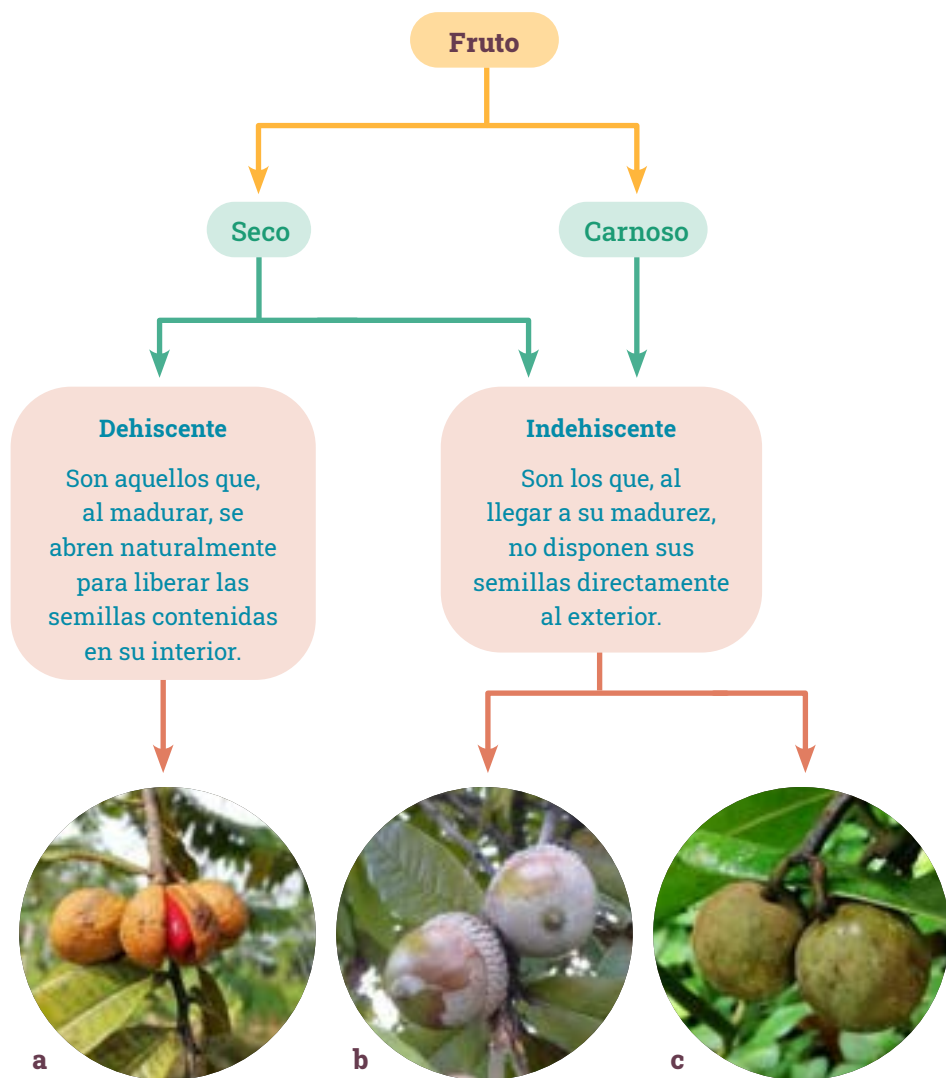 Fruto
Seco
Carnoso
Dehiscente
Son aquellos que,
al madurar, se
abren naturalmente
para liberar las
semillas contenidas
en su interior.
Indehiscente
Son los que, al
llegar a su madurez,
no disponen sus
semillas directamente
al exterior.
a
b
c